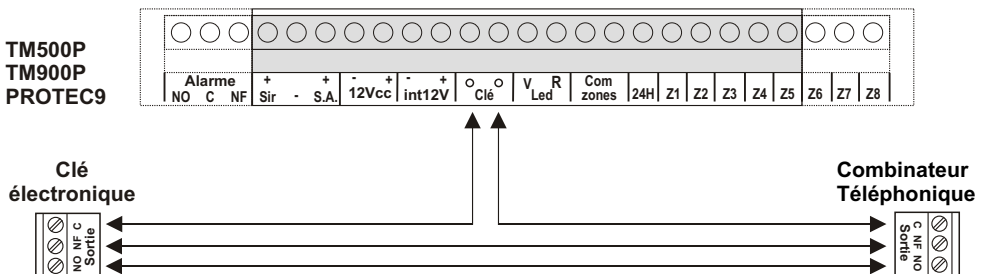 TM500P
TM900P
PROTEC9
Alarme
NO C NF
+ +
Sir - S.A.
- +
12Vcc
- +
int12V
Clé
V R
Led
Com
zones
24H Z1 Z2 Z3 Z4 Z5 Z6 Z7 Z8
Clé
électronique
NO NF C
Sortie
Combinateur
Téléphonique
C NF NO
Sortie